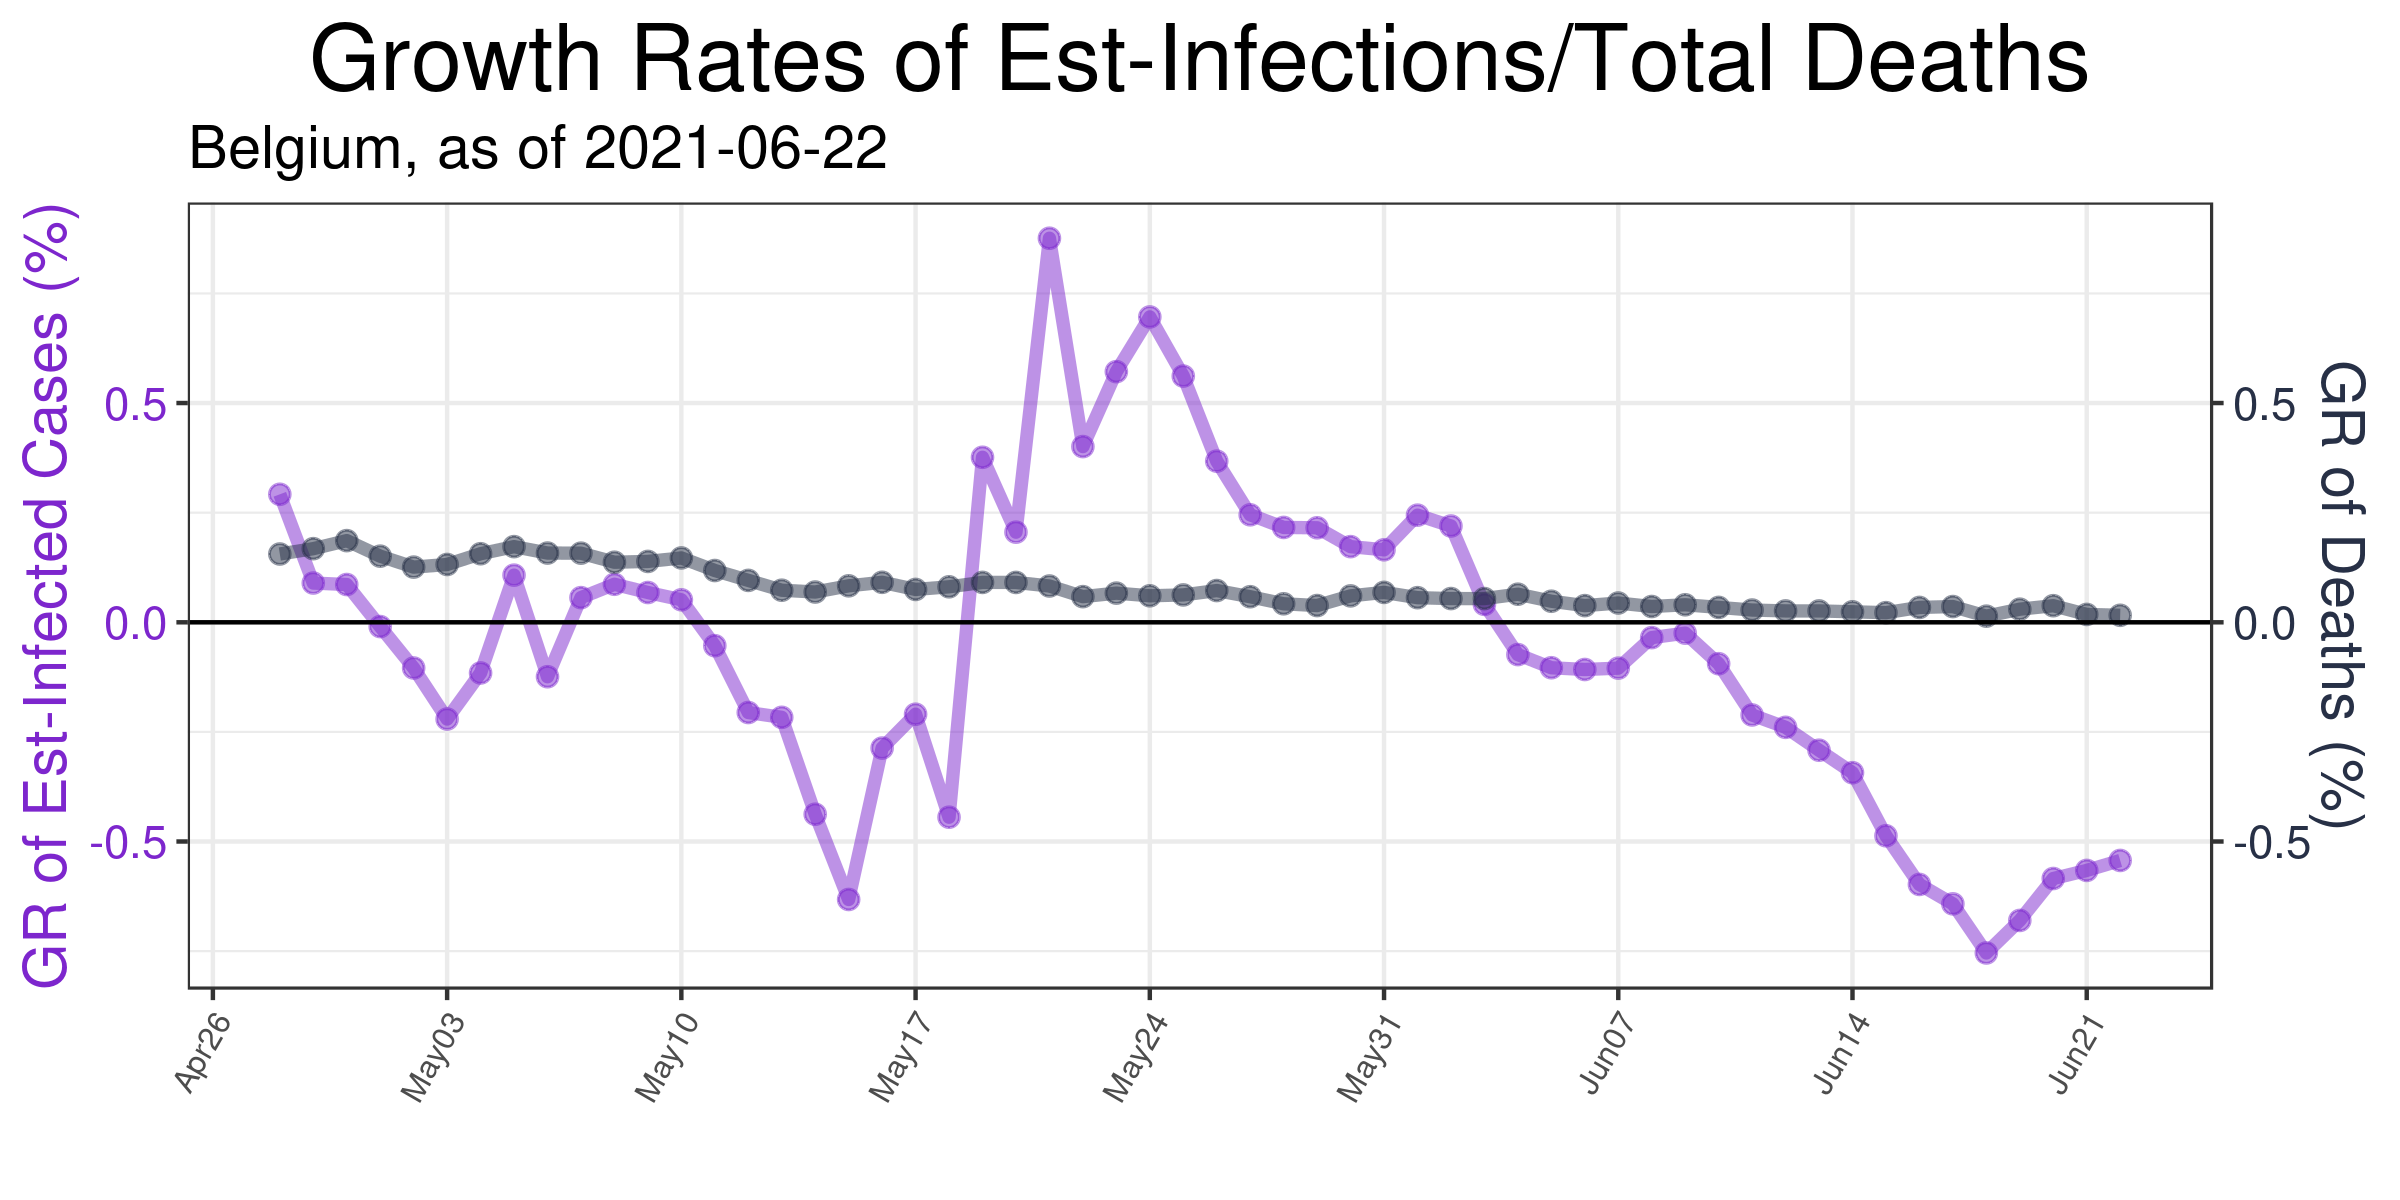 Growth Rates of Est-Infections/Total Deaths
Belgium, as of 2021-06-22
GR of Est-Infected Cases (%)
0.5
0.0
-0.5
0.5
0.0
-0.5
GR of Deaths (%)
Apr26
May03
May10
May17
May24
May31
Jun07
Jun14
Jun21